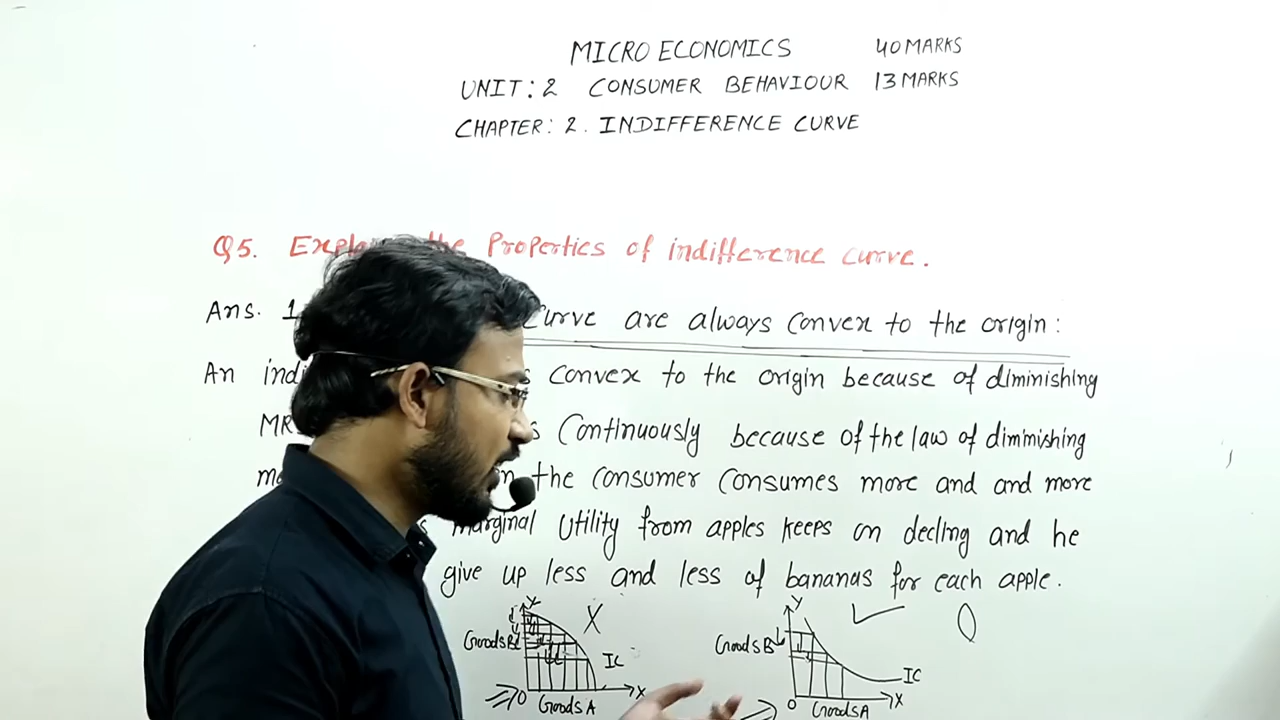 MICRO ECONOMICS 40 MARKS
UNIT: 2 CONSUMER BEHAVIOUR 13 MARKS
CHAPTER: 2. INDIFFERENCE CURVE
Q5. the Properties of indifference curve.
Ans. 1 Curve are always convex to the origin:
An convex to the origin because of diminishing
Continuously because of the law of diminishing
the consumer consumes more and and more
marginal utility from apples keeps on decling and he
give up less and less of bananas for each apple.
Y X
Goods B
IC
O Goods A X
Y
Goods B
IC
O Goods A X